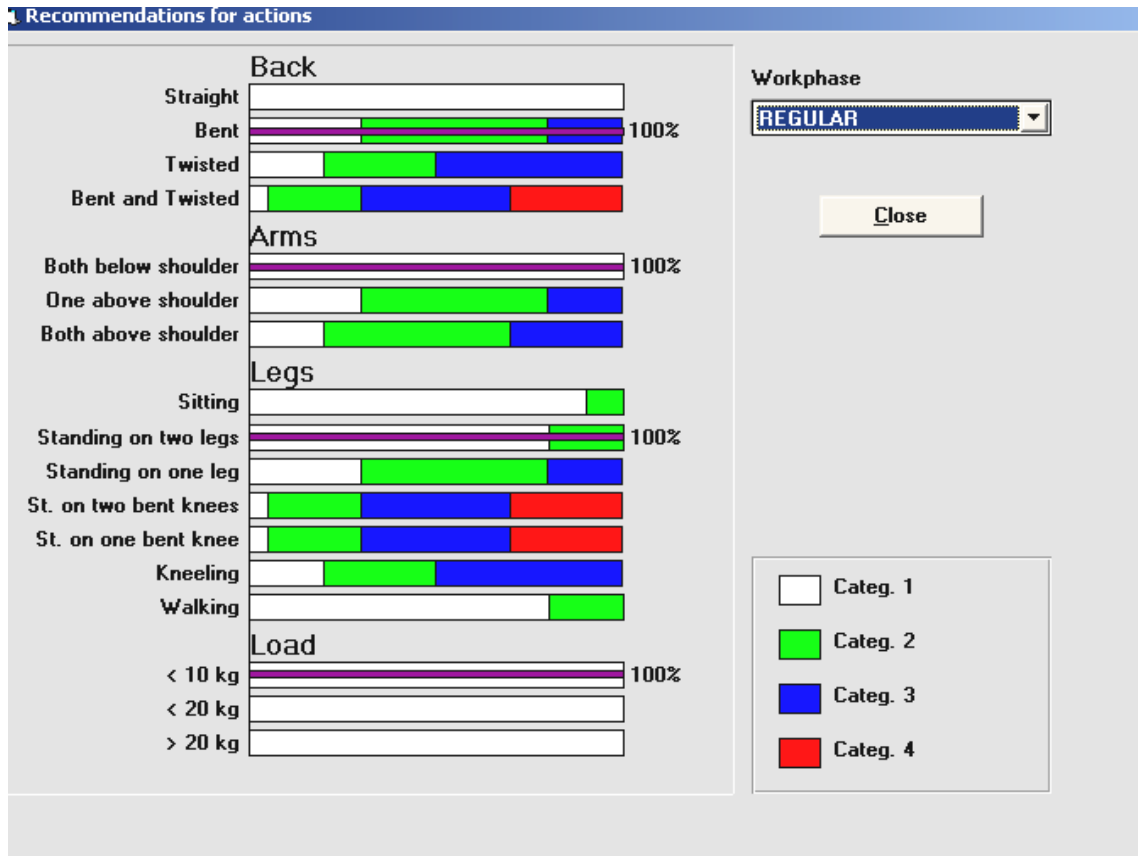 Recommendations for actions
Back
Straight
Bent 100%
Twisted
Bent and Twisted
Arms
Both below shoulder 100%
One above shoulder
Both above shoulder
Legs
Sitting
Standing on two legs 100%
Standing on one leg
St. on two bent knees
St. on one bent knee
Kneeling
Walking
Load
< 10 kg 100%
< 20 kg
> 20 kg
Workphase
REGULAR
Close
Categ. 1
Categ. 2
Categ. 3
Categ. 4